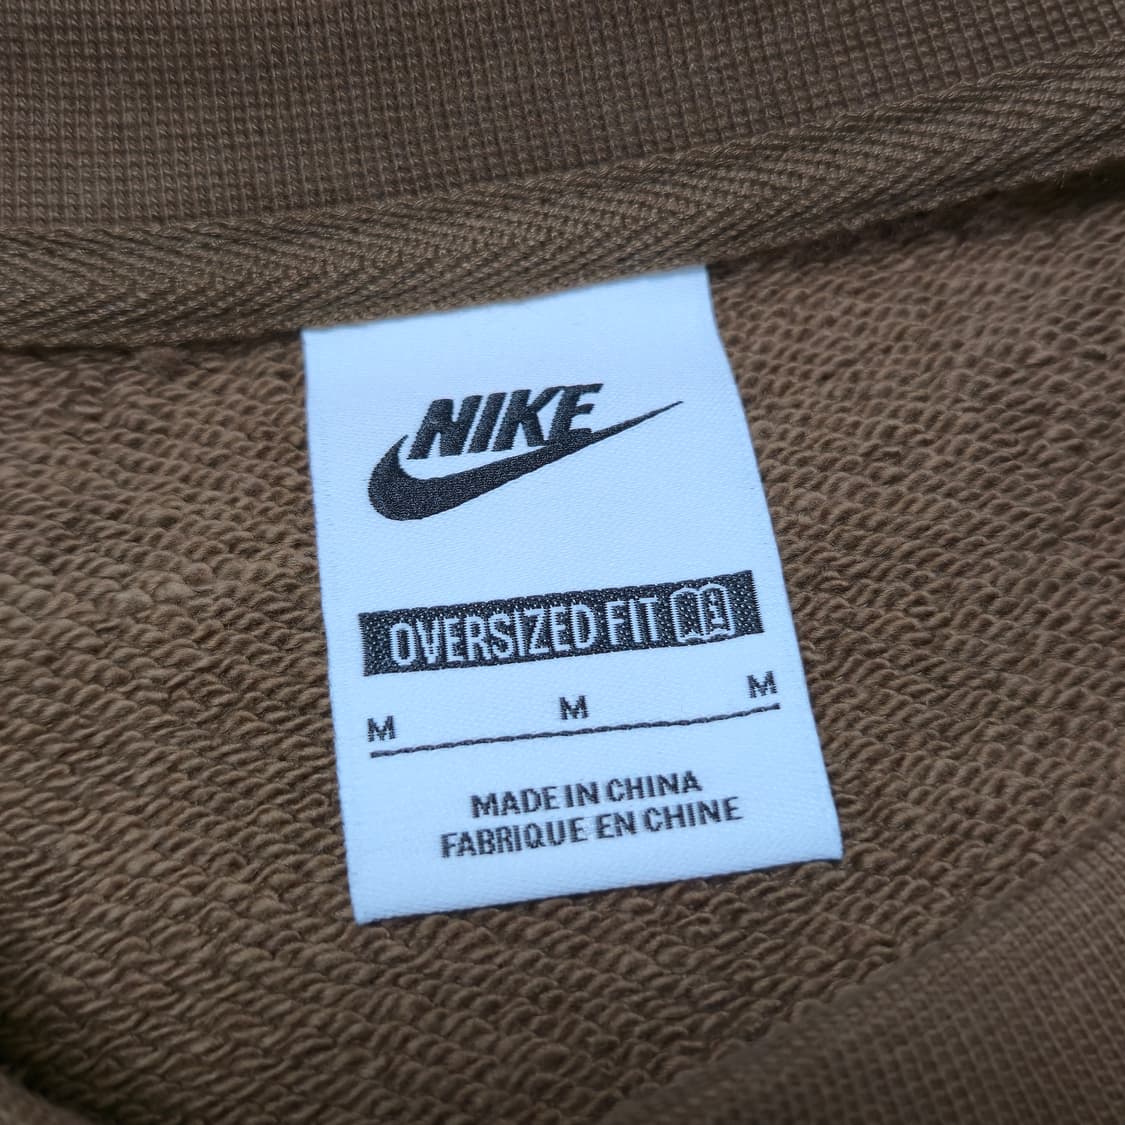 NIKE
OVERSIZED FIT
M M M
MADE IN CHINA
FABRIQUE EN CHINE